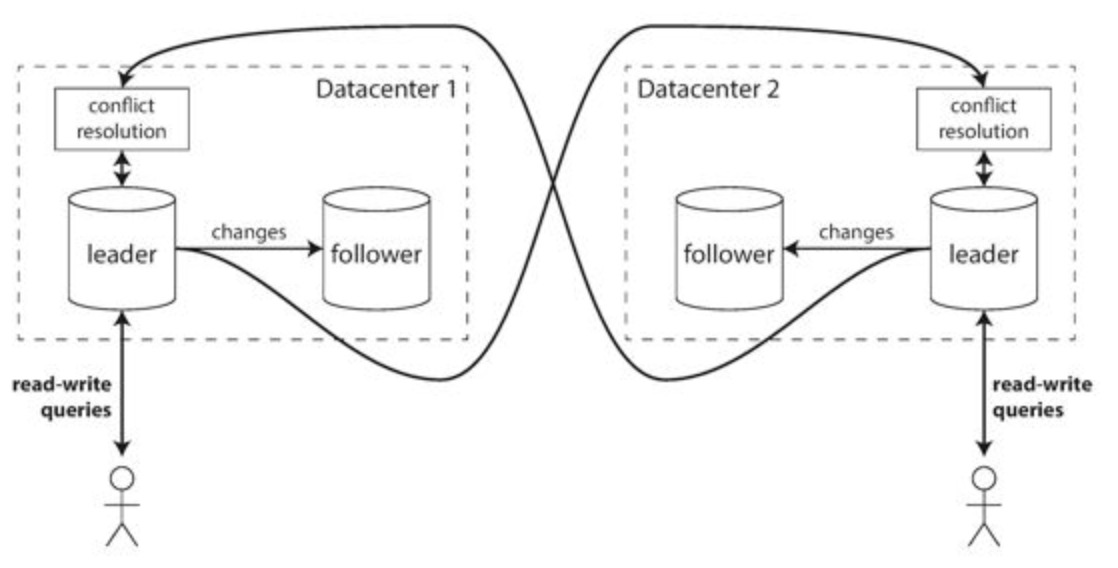 Datacenter 1
conflict
resolution
leader
changes
follower
read-write
queries
Datacenter 2
conflict
resolution
follower
changes
leader
read-write
queries